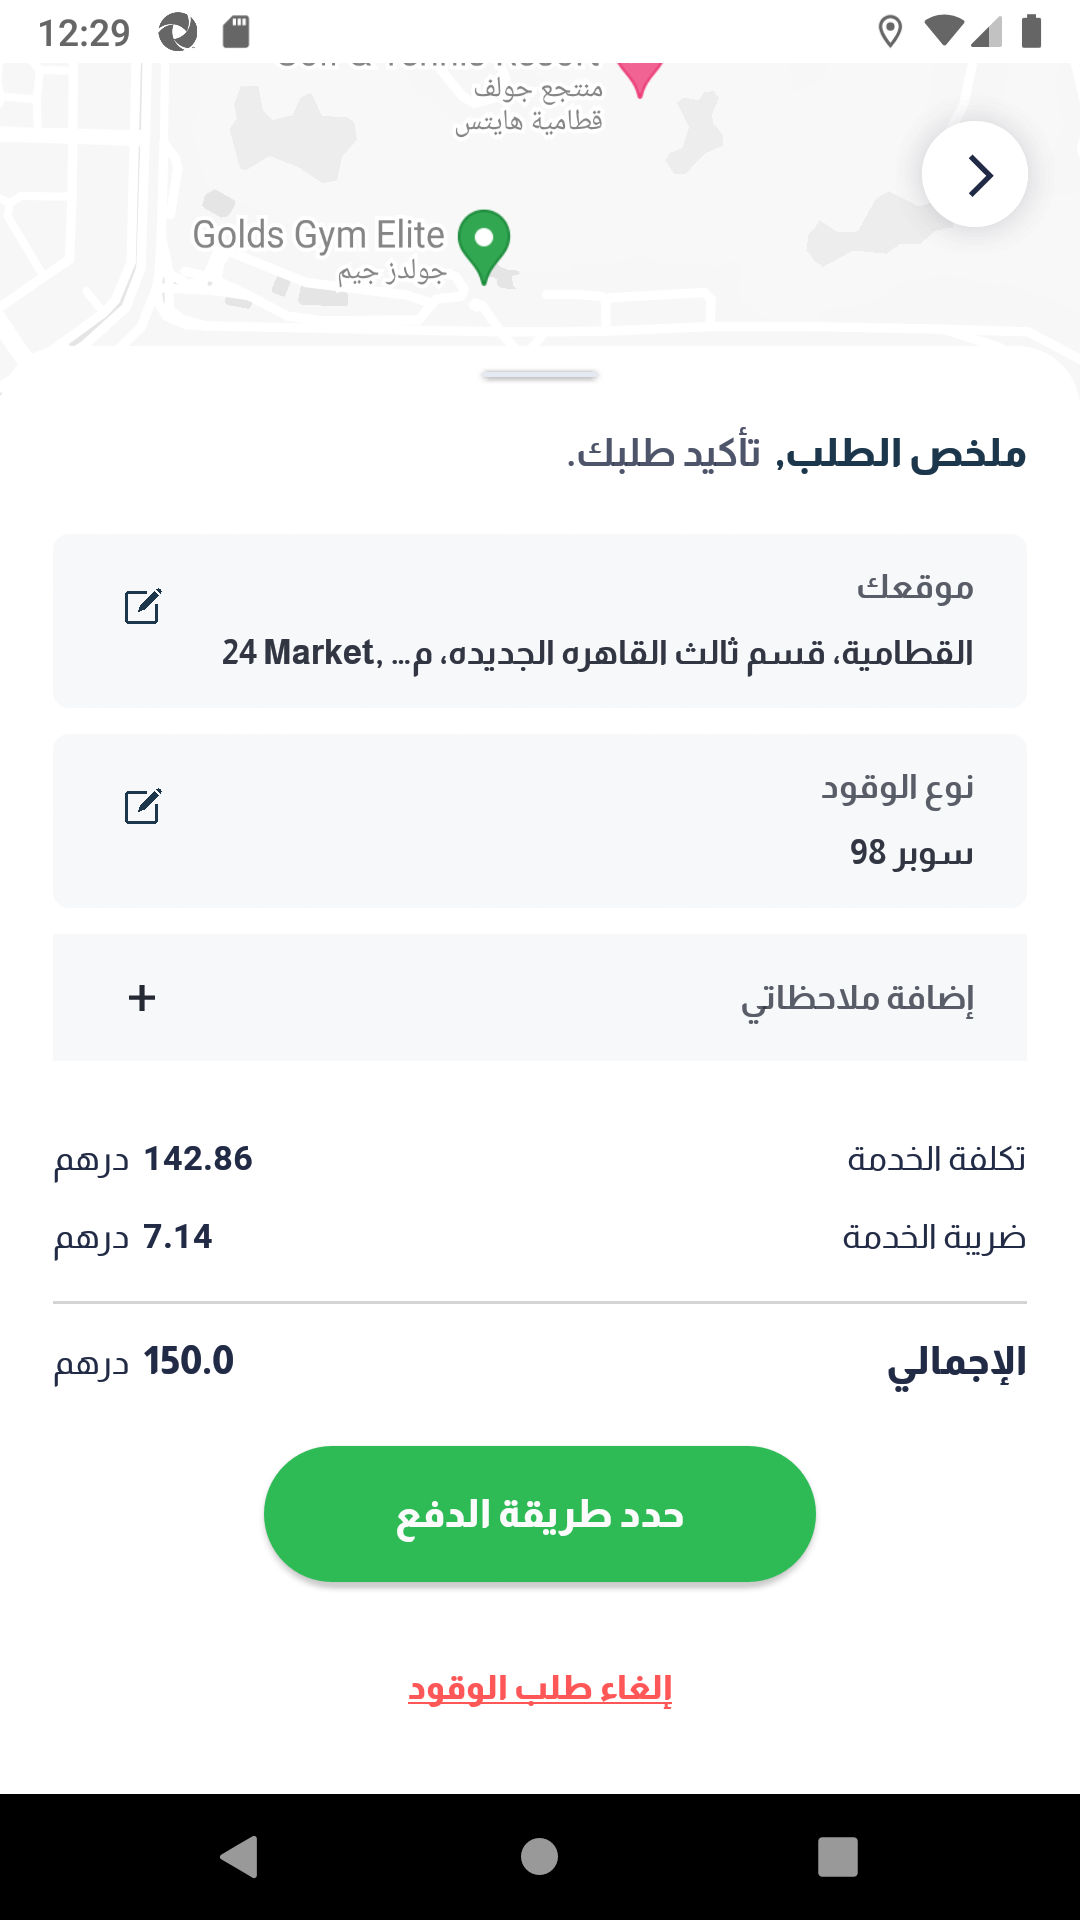 12:29
منتجع جولف
قطامية هايتس
Golds Gym Elite
جولدز جيم
ملخص الطلب, تأكيد طلبك.
موقعك
القطامية، قسم ثالث القاهره الجديده، م... ,24 Market
نوع الوقود
سوبر 98
إضافة ملاحظاتي
تكلفة الخدمة 142.86 درهم
ضريبة الخدمة 7.14 درهم
الإجمالي 150.0 درهم
حدد طريقة الدفع
إلغاء طلب الوقود